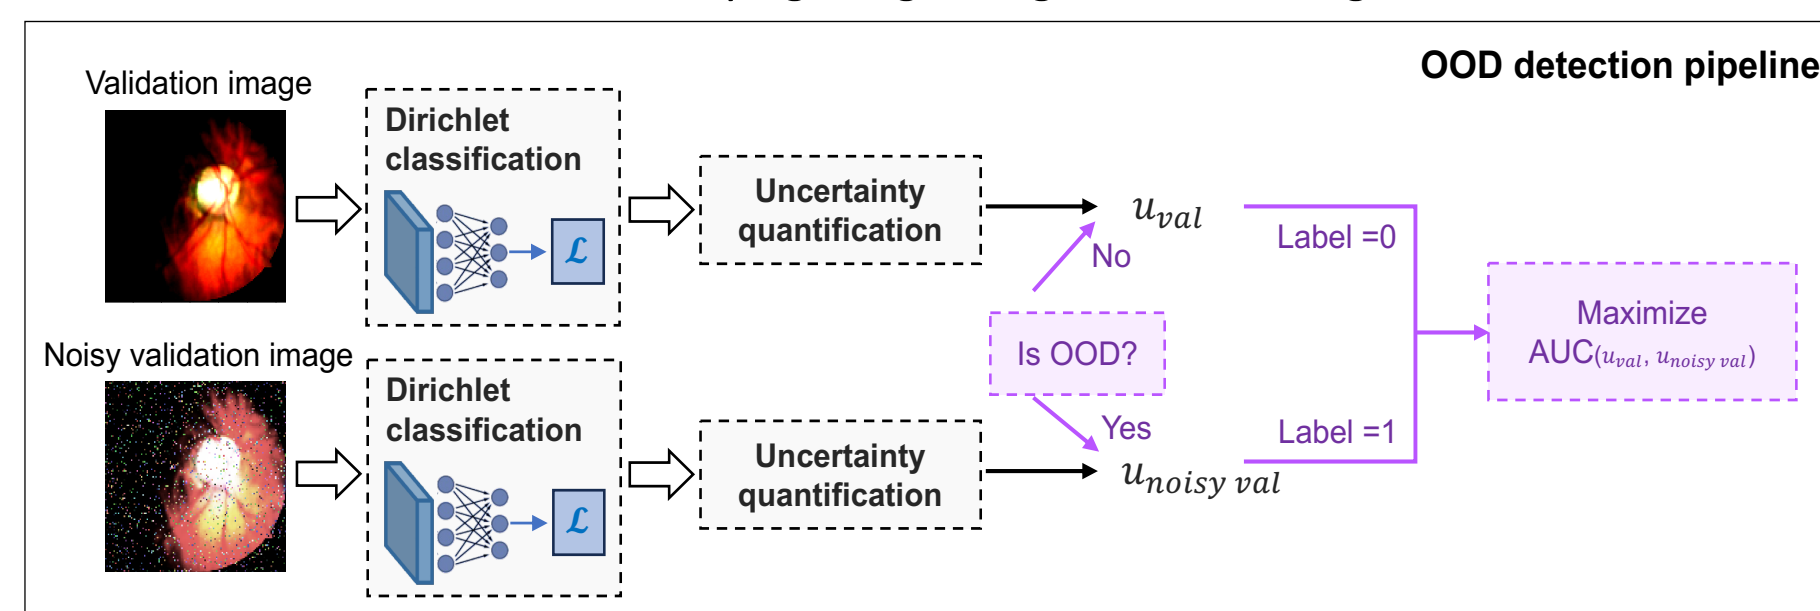 OOD detection pipeline
Validation image
Dirichlet
classification
ℒ
Uncertainty
quantification
u_val
Label =0
No
Is OOD?
Yes
Maximize
AUC(u_val, u_noisy val)
Noisy validation image
Dirichlet
classification
ℒ
Uncertainty
quantification
u_noisy val
Label =1